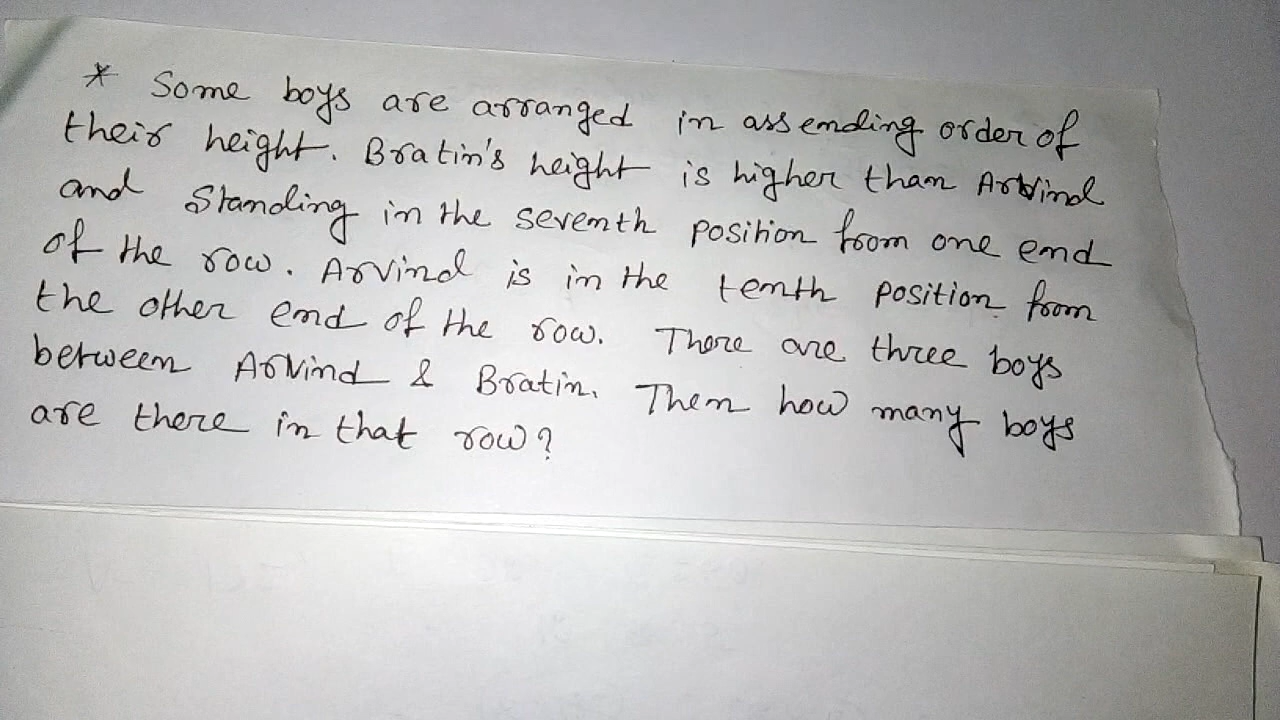 * Some boys are arranged in assending order of
their height. Bratin's height is higher than Arvind
and Standing in the seventh position from one end
of the row. Arvind is in the tenth position from
the other end of the row. There are three boys
between Arvind & Bratin. Then how many boys
are there in that row?